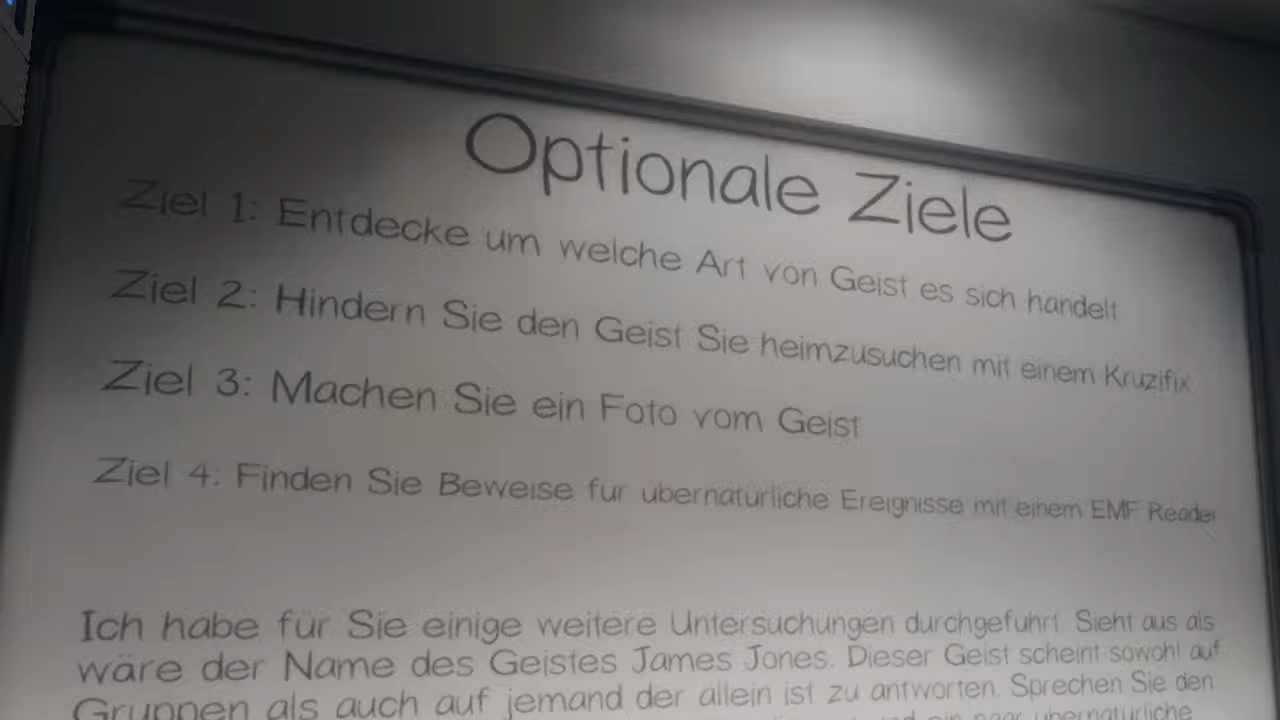 Optionale Ziele
Ziel 1: Entdecke um welche Art von Geist es sich handelt
Ziel 2: Hindern Sie den Geist Sie heimzusuchen mit einem Kruzifix
Ziel 3: Machen Sie ein Foto vom Geist
Ziel 4: Finden Sie Beweise fur ubernaturliche Ereignisse mit einem EMF Reader
Ich habe für Sie einige weitere Untersuchungen durchgefuhrt Sieht aus als
wäre der Name des Geistes James Jones. Dieser Geist scheint sowohl auf
Gruppen als auch auf jemand der allein ist zu antworten. Sprechen Sie den
ein paar ubernaturliche